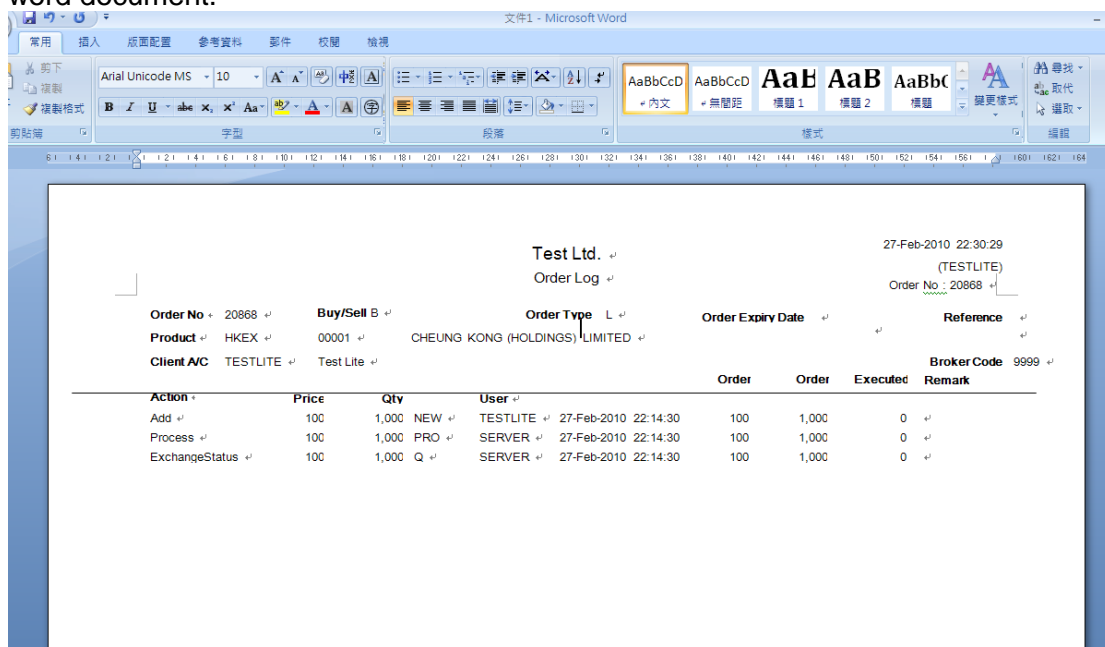 word document.
文件1 - Microsoft Word
常用 插入 版面配置 參考資料 郵件 校閱 檢視
剪下
複製
複製格式
剪貼簿
Arial Unicode MS 10
字型
段落
AaBbCcD AaBbCcD AaB AaB AaBb(
內文 無間距 標題 1 標題 2 標題
變更樣式
樣式
尋找
取代
選取
編輯
Test Ltd.
27-Feb-2010 22:30:29
(TESTLITE)
Order Log
Order No : 20868
Order No 20868 Buy/Sell B Order Type L Order Expiry Date Reference
Product HKEX 00001 CHEUNG KONG (HOLDINGS) LIMITED
Client A/C TESTLITE Test Lite Broker Code 9999
Order Order Executed Remark
Action Price Qty User
Add 100 1,000 NEW TESTLITE 27-Feb-2010 22:14:30 100 1,000 0
Process 100 1,000 PRO SERVER 27-Feb-2010 22:14:30 100 1,000 0
ExchangeStatus 100 1,000 Q SERVER 27-Feb-2010 22:14:30 100 1,000 0